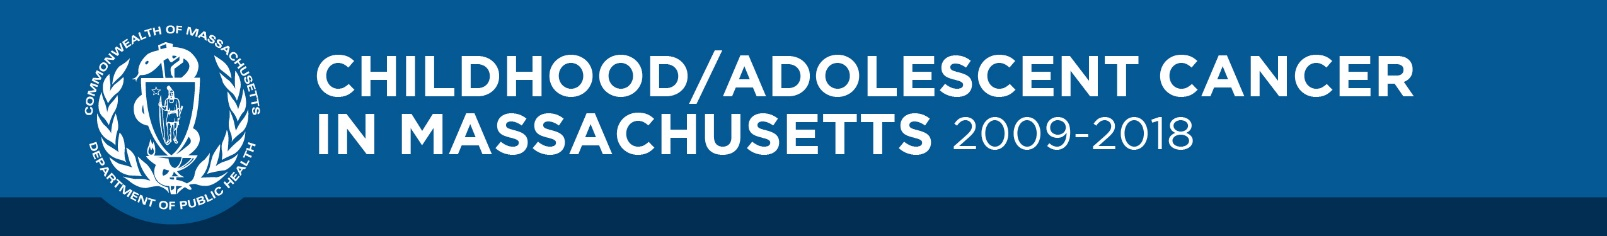 COMMONWEALTH OF MASSACHUSETTS
DEPARTMENT OF PUBLIC HEALTH
CHILDHOOD/ADOLESCENT CANCER
IN MASSACHUSETTS 2009-2018